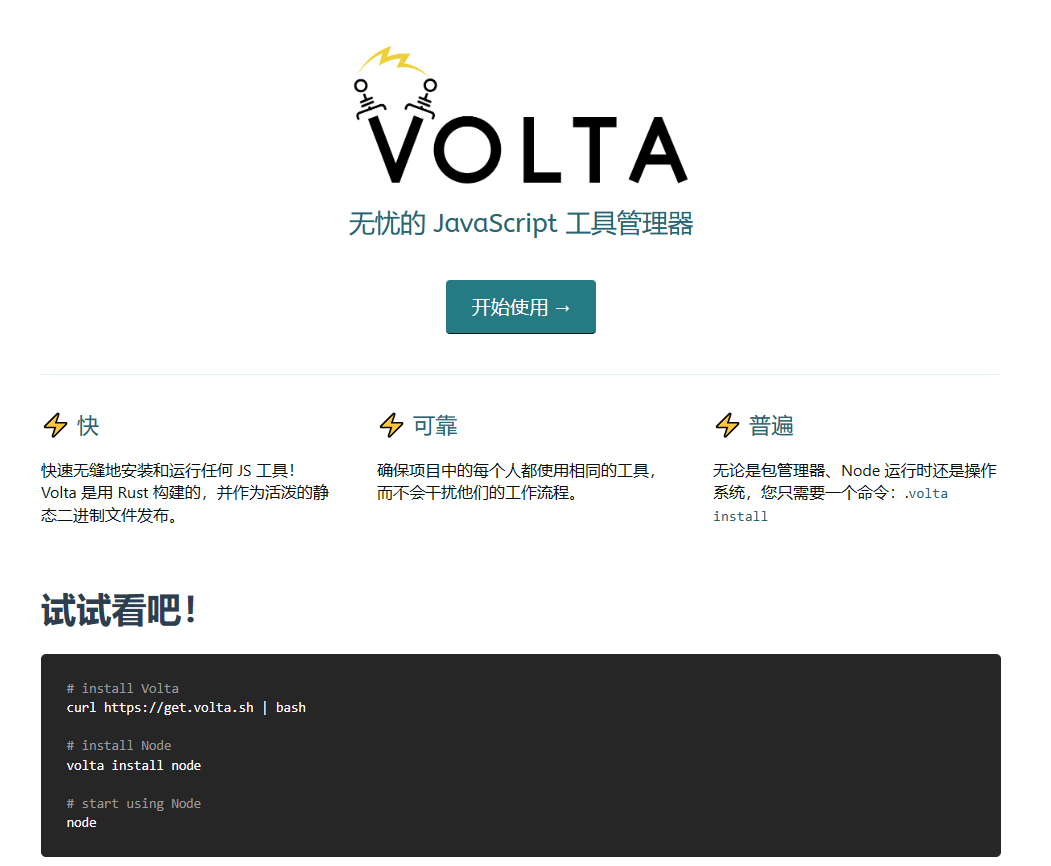 VOLTA
无忧的 JavaScript 工具管理器
开始使用 →
快
快速无缝地安装和运行任何 JS 工具！
Volta 是用 Rust 构建的，并作为活泼的静
态二进制文件发布。
可靠
确保项目中的每个人都使用相同的工具，
而不会干扰他们的工作流程。
普遍
无论是包管理器、Node 运行时还是操作
系统，您只需要一个命令：.volta
install
试试看吧！
# install Volta
curl https://get.volta.sh | bash
# install Node
volta install node
# start using Node
node